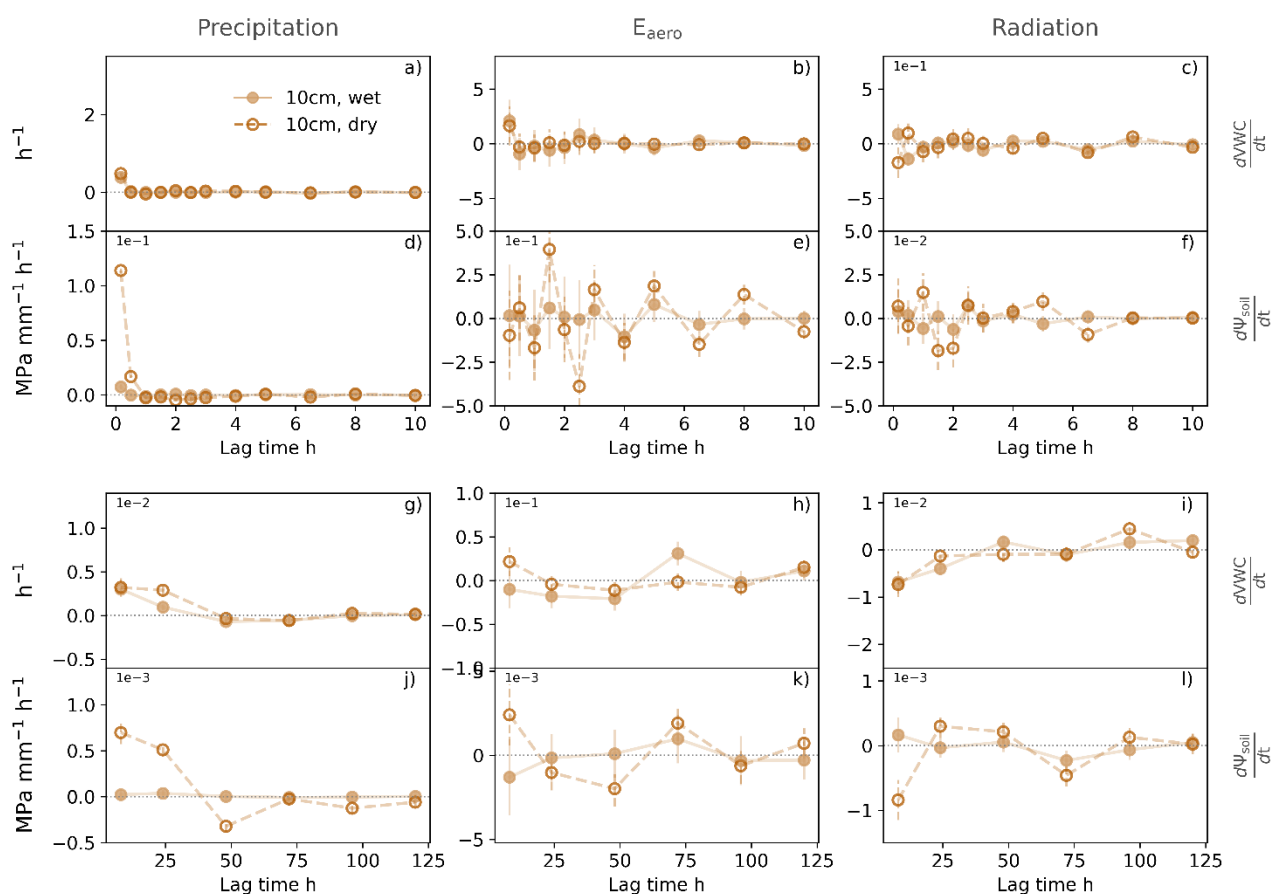 Precipitation
E_aero
Radiation
a)
b)
c)
1e−1
10cm, wet
10cm, dry
h⁻¹
2
0
5
0
−5
5
0
−5
dVWC
dt
d)
e)
f)
1e−1
1e−1
1e−2
MPa mm⁻¹ h⁻¹
1.5
1.0
0.5
0.0
5.0
2.5
0.0
−2.5
−5.0
5.0
2.5
0.0
−2.5
−5.0
dΨ_soil
dt
0 2 4 6 8 10
0 2 4 6 8 10
0 2 4 6 8 10
Lag time h
Lag time h
Lag time h
g)
h)
i)
1e−2
1e−1
1e−2
h⁻¹
1.0
0.5
0.0
−0.5
1.0
0.5
0.0
−0.5
−1.0
1
0
−1
−2
dVWC
dt
j)
k)
l)
1e−3
1e−3
1e−3
MPa mm⁻¹ h⁻¹
1.0
0.5
0.0
−0.5
5
0
−5
1
0
−1
dΨ_soil
dt
25 50 75 100 125
25 50 75 100 125
25 50 75 100 125
Lag time h
Lag time h
Lag time h